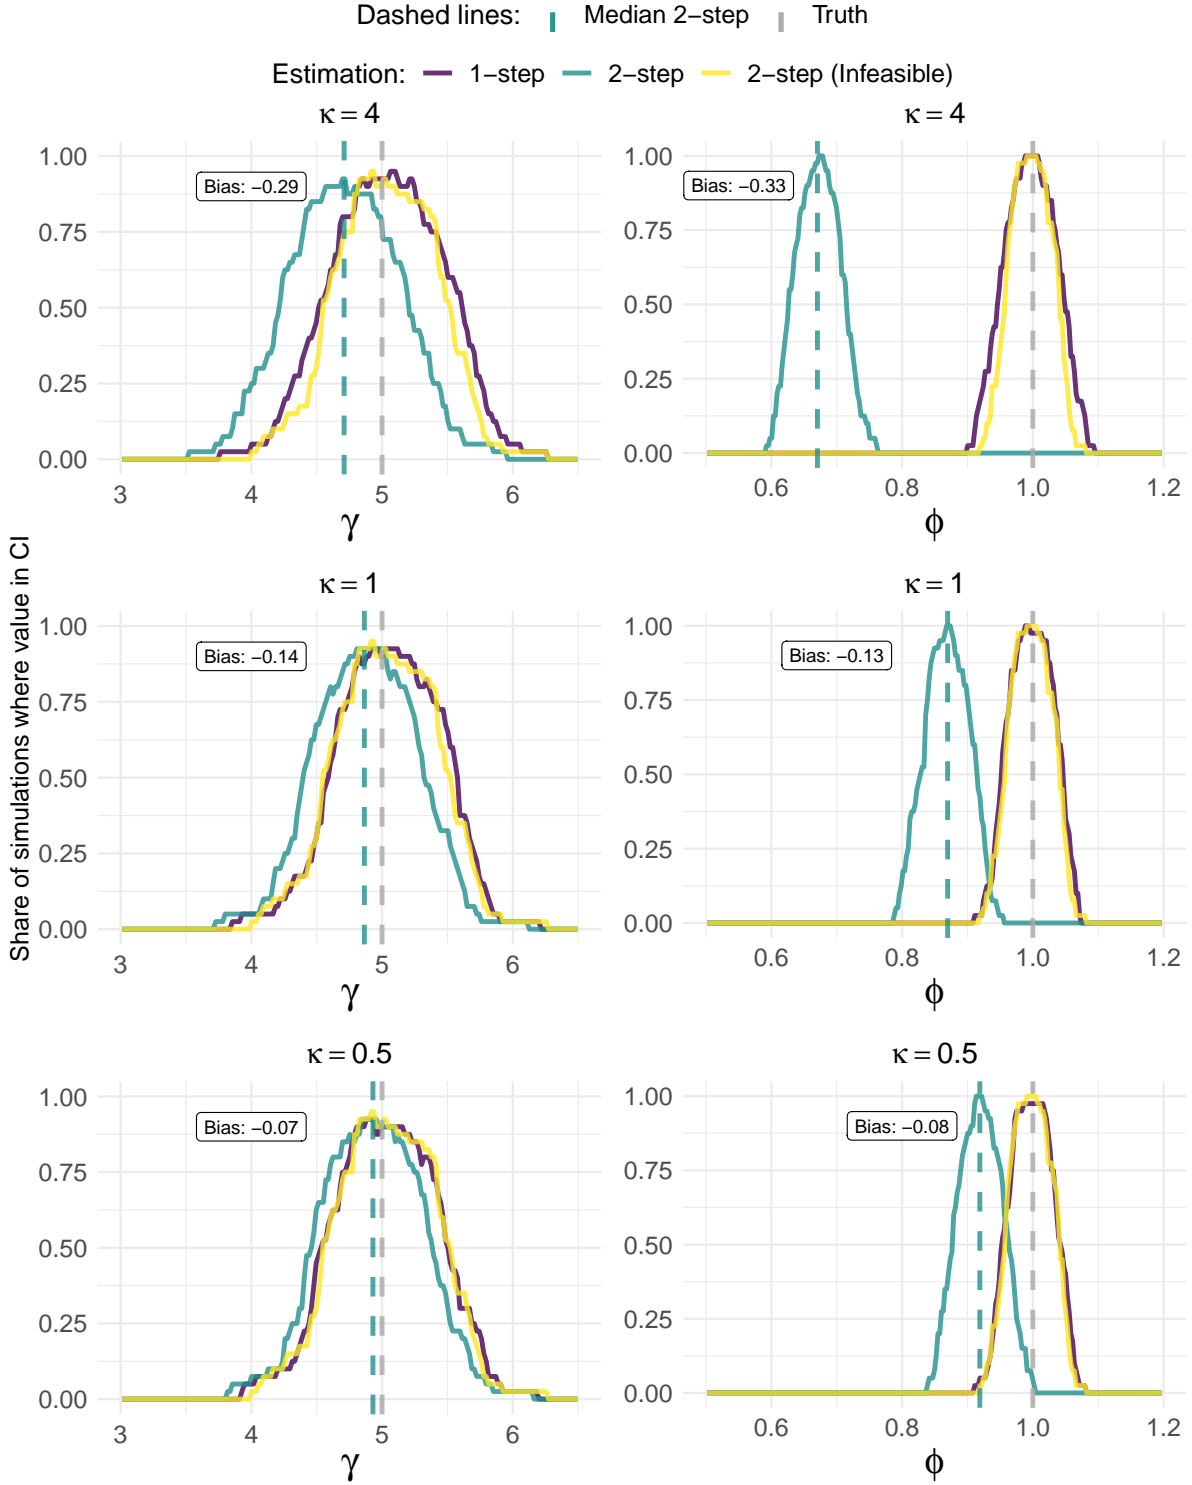 Dashed lines: Median 2−step Truth
Estimation: 1−step 2−step 2−step (Infeasible)
κ = 4
κ = 4
1.00
0.75
0.50
0.25
0.00
Bias: −0.29
3 4 5 6
γ
1.00
0.75
0.50
0.25
0.00
Bias: −0.33
0.6 0.8 1.0 1.2
ϕ
Share of simulations where value in CI
κ = 1
κ = 1
1.00
0.75
0.50
0.25
0.00
Bias: −0.14
3 4 5 6
γ
1.00
0.75
0.50
0.25
0.00
Bias: −0.13
0.6 0.8 1.0 1.2
ϕ
κ = 0.5
κ = 0.5
1.00
0.75
0.50
0.25
0.00
Bias: −0.07
3 4 5 6
γ
1.00
0.75
0.50
0.25
0.00
Bias: −0.08
0.6 0.8 1.0 1.2
ϕ